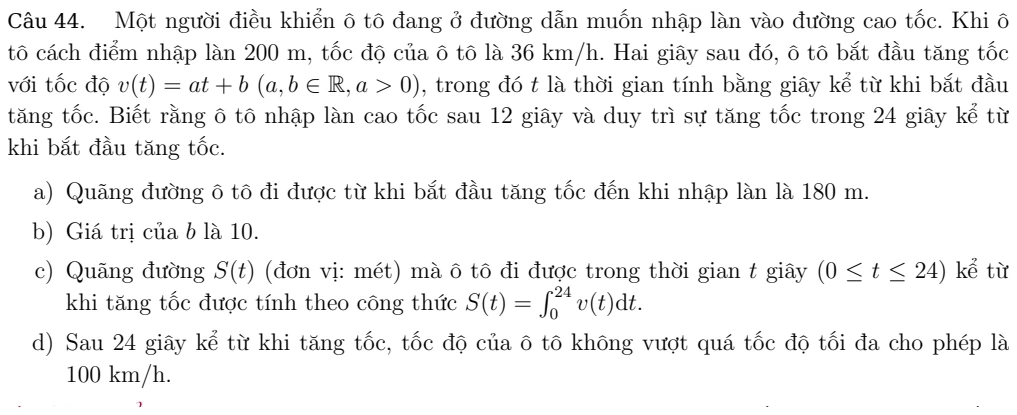 Câu 44. Một người điều khiển ô tô đang ở đường dẫn muốn nhập làn vào đường cao tốc. Khi ô
tô cách điểm nhập làn 200 m, tốc độ của ô tô là 36 km/h. Hai giây sau đó, ô tô bắt đầu tăng tốc
với tốc độ v(t) = at + b (a, b ∈ ℝ, a > 0), trong đó t là thời gian tính bằng giây kể từ khi bắt đầu
tăng tốc. Biết rằng ô tô nhập làn cao tốc sau 12 giây và duy trì sự tăng tốc trong 24 giây kể từ
khi bắt đầu tăng tốc.
a) Quãng đường ô tô đi được từ khi bắt đầu tăng tốc đến khi nhập làn là 180 m.
b) Giá trị của b là 10.
c) Quãng đường S(t) (đơn vị: mét) mà ô tô đi được trong thời gian t giây (0 ≤ t ≤ 24) kể từ
khi tăng tốc được tính theo công thức S(t) = ∫₀²⁴ v(t)dt.
d) Sau 24 giây kể từ khi tăng tốc, tốc độ của ô tô không vượt quá tốc độ tối đa cho phép là
100 km/h.